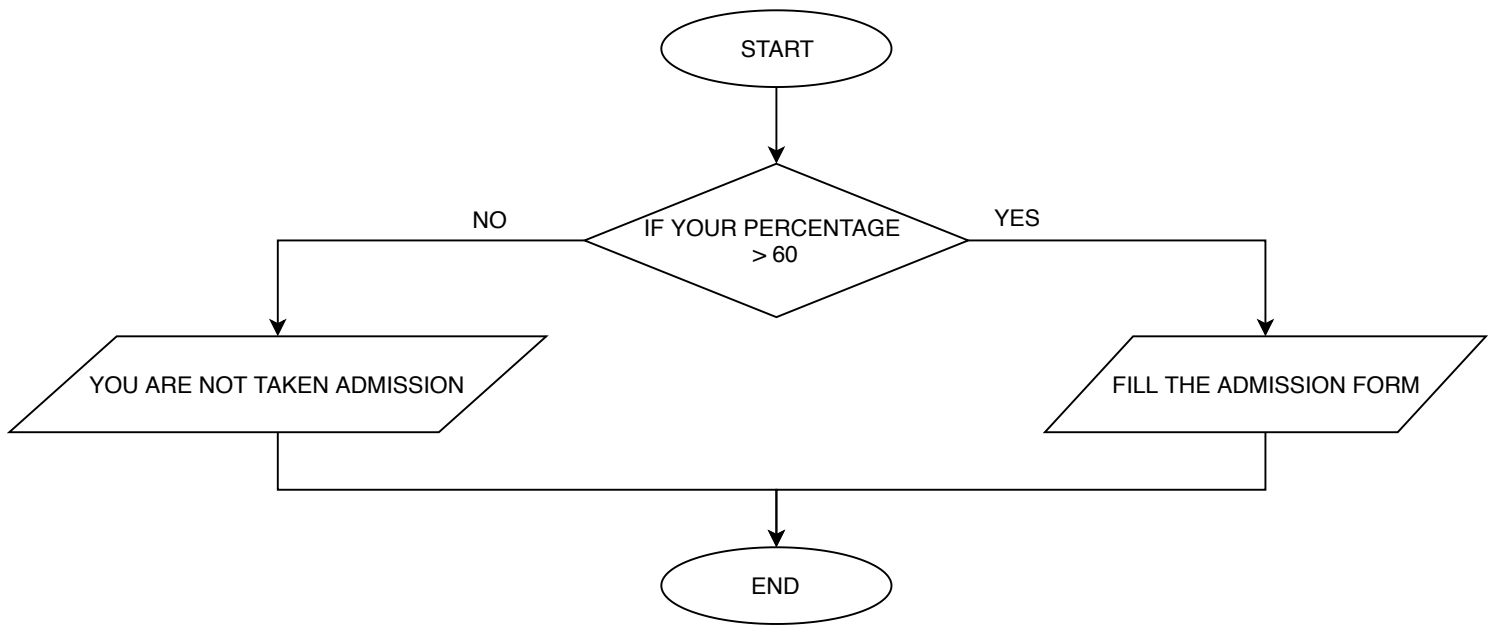 START
NO
IF YOUR PERCENTAGE
> 60
YES
YOU ARE NOT TAKEN ADMISSION
FILL THE ADMISSION FORM
END